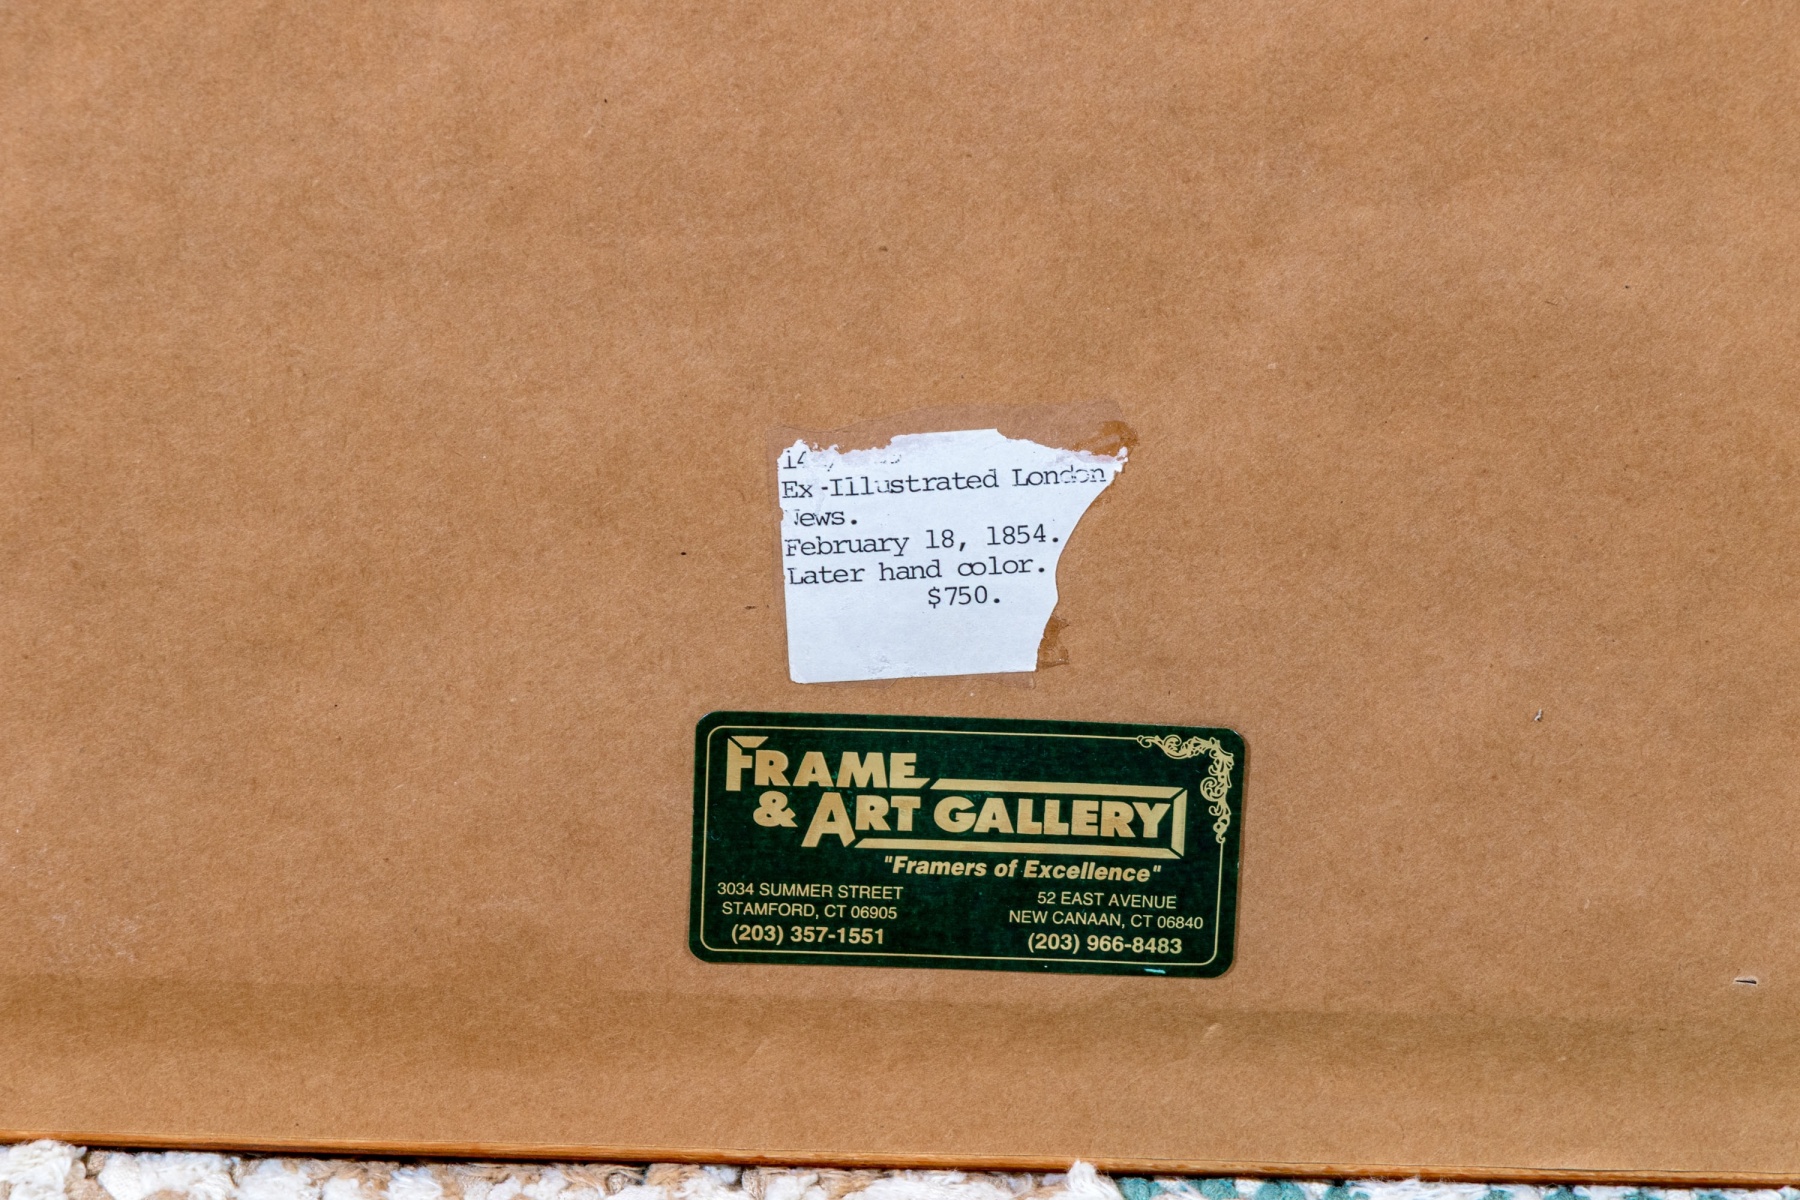 Ex-Illustrated London
News.
February 18, 1854.
Later hand color.
$750.
FRAME
& ART GALLERY
"Framers of Excellence"
3034 SUMMER STREET
STAMFORD, CT 06905
(203) 357-1551
52 EAST AVENUE
NEW CANAAN, CT 06840
(203) 966-8483